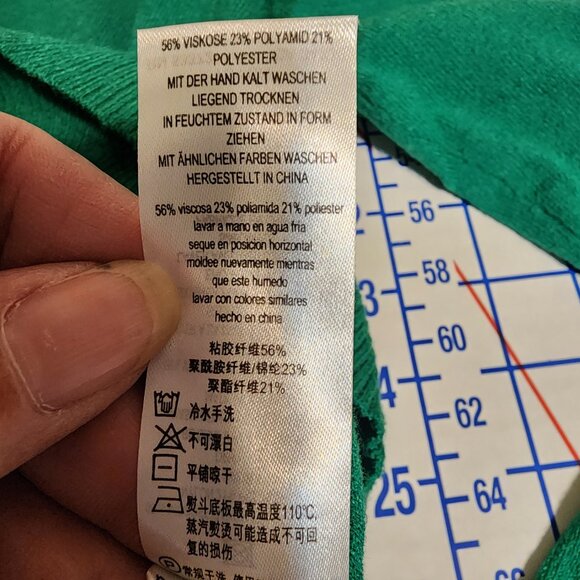 56% VISKOSE 23% POLYAMID 21%
POLYESTER
MIT DER HAND KALT WASCHEN
LIEGEND TROCKNEN
IN FEUCHTEM ZUSTAND IN FORM
ZIEHEN
MIT ÄHNLICHEN FARBEN WASCHEN
HERGESTELLT IN CHINA
56% viscosa 23% poliamida 21% poliester
lavar a mano en agua fria
seque en posicion horizontal
moldee nuevamente mientras
que este humedo
lavar con colores similares
hecho en china
粘胶纤维56%
聚酰胺纤维/锦纶23%
聚酯纤维21%
冷水手洗
不可漂白
平铺晾干
熨斗底板最高温度110℃,
蒸汽熨烫可能造成不可回
复的损伤
P 常规干洗
56
58
60
62
25
64